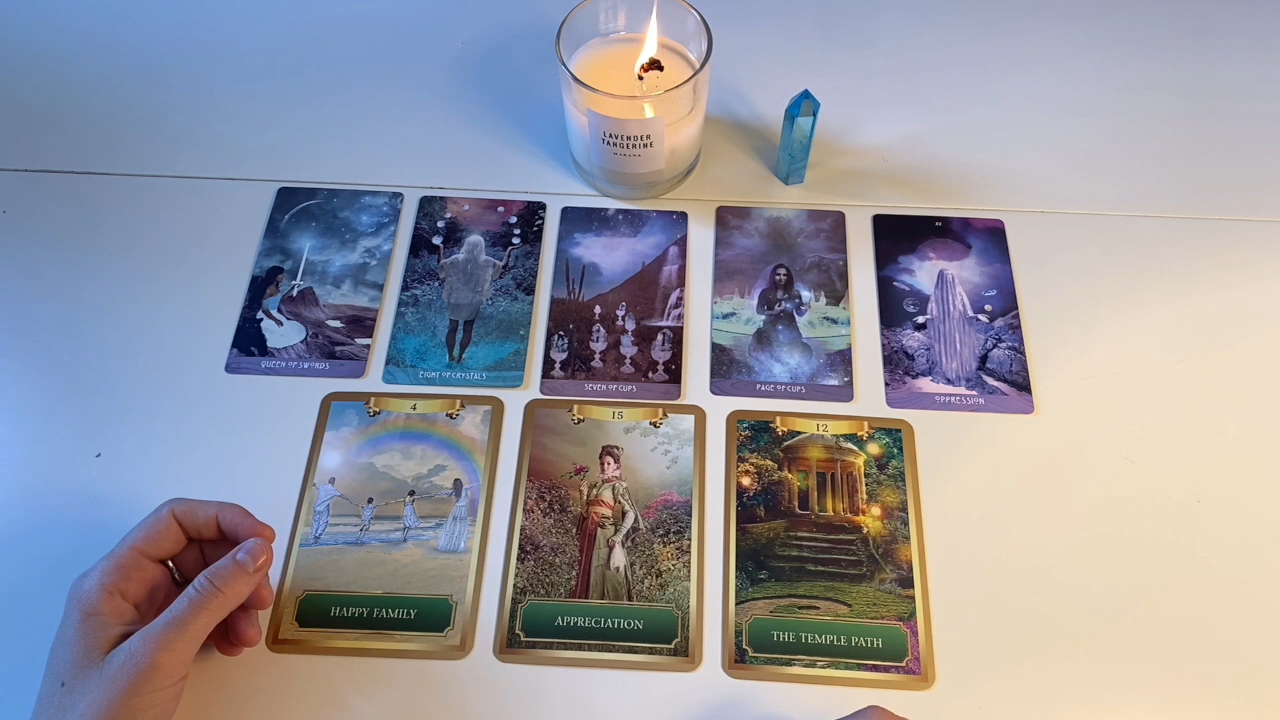 LAVENDER
TANGERINE
MAKANA
QUEEN OF SWORDS
EIGHT OF CRYSTALS
SEVEN OF CUPS
PAGE OF CUPS
XV
OPPRESSION
4
HAPPY FAMILY
15
APPRECIATION
12
THE TEMPLE PATH